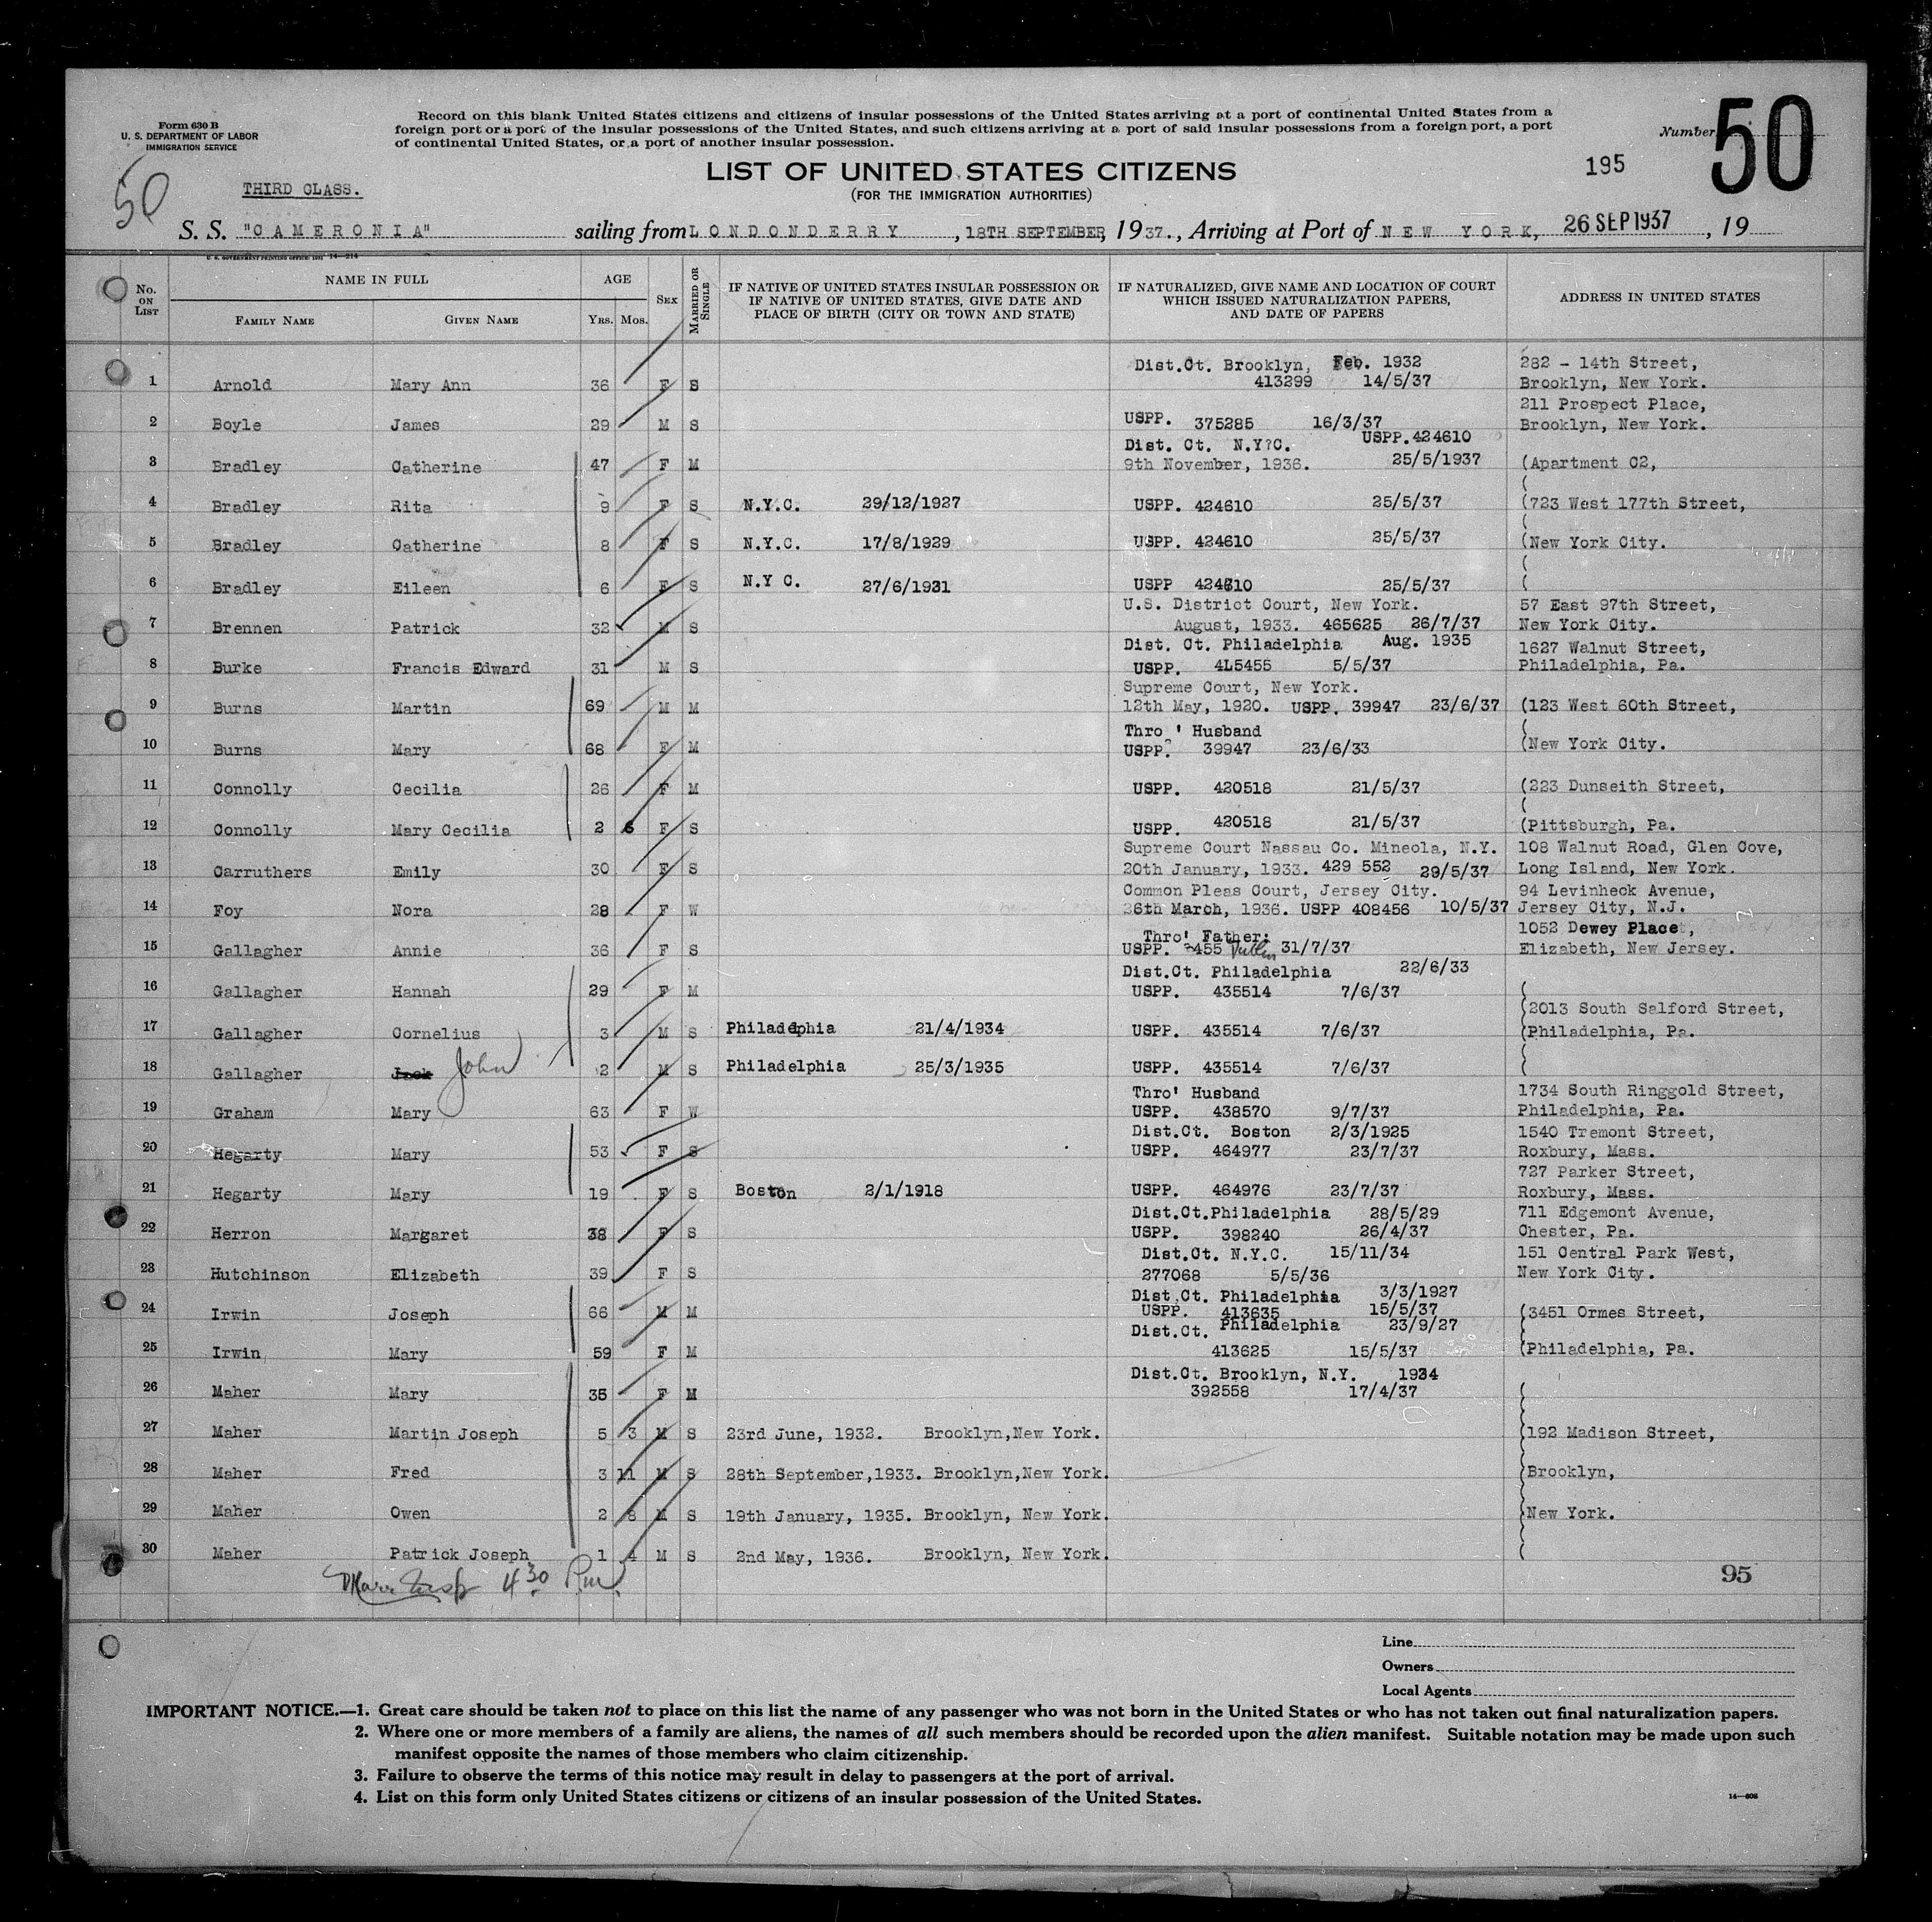 Form 630 B
U. S. DEPARTMENT OF LABOR
IMMIGRATION SERVICE
Record on this blank United States citizens and citizens of insular possessions of the United States arriving at a port of continental United States from a
foreign port or a port of the insular possessions of the United States, and such citizens arriving at a port of said insular possessions from a foreign port, a port
of continental United States, or a port of another insular possession.
Number 50
195
50
THIRD CLASS.
LIST OF UNITED STATES CITIZENS
(FOR THE IMMIGRATION AUTHORITIES)
S. S. "CAMERONIA" sailing from LONDONDERRY, 18TH SEPTEMBER, 1937., Arriving at Port of NEW YORK, 26 SEP 1937, 19
U. S. GOVERNMENT PRINTING OFFICE: 1931 14—214
No. ON LIST
NAME IN FULL
FAMILY NAME
GIVEN NAME
AGE
YRS. MOS.
SEX
MARRIED OR SINGLE
IF NATIVE OF UNITED STATES INSULAR POSSESSION OR
IF NATIVE OF UNITED STATES, GIVE DATE AND
PLACE OF BIRTH (CITY OR TOWN AND STATE)
IF NATURALIZED, GIVE NAME AND LOCATION OF COURT
WHICH ISSUED NATURALIZATION PAPERS,
AND DATE OF PAPERS
ADDRESS IN UNITED STATES
Dist.Ct. Brooklyn, Feb. 1932 282 - 14th Street,
1 Arnold Mary Ann 36 F S 413299 14/5/37 Brooklyn, New York.
211 Prospect Place,
2 Boyle James 29 M S USPP. 375285 16/3/37 Brooklyn, New York.
Dist. Ct. N.Y?C. USPP.424610
3 Bradley Catherine 47 F M 9th November, 1936. 25/5/1937 (Apartment C2,
4 Bradley Rita 9 F S N.Y.C. 29/12/1927 USPP. 424610 25/5/37 (723 West 177th Street,
5 Bradley Catherine 8 F S N.Y.C. 17/8/1929 USPP. 424610 25/5/37 (New York City.
6 Bradley Eileen 6 F S N.Y C. 27/6/1931 USPP 424610 25/5/37 (
U.S. District Court, New York. 57 East 97th Street,
7 Brennen Patrick 32 M S August, 1933. 465625 26/7/37 New York City.
Dist. Ct. Philadelphia Aug. 1935 1627 Walnut Street,
8 Burke Francis Edward 31 M S USPP. 4L5455 5/5/37 Philadelphia, Pa.
Supreme Court, New York.
9 Burns Martin 69 M M 12th May, 1920. USPP. 39947 23/6/37 (123 West 60th Street,
Thro' Husband
10 Burns Mary 68 F M USPP. 39947 23/6/33 (New York City.
11 Connolly Cecilia 26 F M USPP. 420518 21/5/37 (223 Dunseith Street,
12 Connolly Mary Cecilia 2 6 F S USPP. 420518 21/5/37 (Pittsburgh, Pa.
Supreme Court Nassau Co. Mineola, N.Y. 108 Walnut Road, Glen Cove,
13 Carruthers Emily 30 F S 20th January, 1933. 429 552 29/5/37 Long Island, New York.
Common Pleas Court, Jersey City. 94 Levinheck Avenue,
14 Foy Nora 28 F W 26th March, 1936. USPP 408456 10/5/37 Jersey City, N.J.
Thro' Father: 1052 Dewey Place,
15 Gallagher Annie 36 F S USPP. 2455 Dublin 31/7/37 Elizabeth, New Jersey.
Dist.Ct. Philadelphia 22/6/33
16 Gallagher Hannah 29 F M USPP. 435514 7/6/37
(2013 South Salford Street,
17 Gallagher Cornelius 3 M S Philadephia 21/4/1934 USPP. 435514 7/6/37 (Philadelphia, Pa.
18 Gallagher Jack John 2 M S Philadelphia 25/3/1935 USPP. 435514 7/6/37 (
Thro' Husband 1734 South Ringgold Street,
19 Graham Mary 63 F W USPP. 438570 9/7/37 Philadelphia, Pa.
Dist.Ct. Boston 2/3/1925 1540 Tremont Street,
20 Hegarty Mary 53 F S USPP. 464977 23/7/37 Roxbury, Mass.
727 Parker Street,
21 Hegarty Mary 19 F S Boston 2/1/1918 USPP. 464976 23/7/37 Roxbury, Mass.
Dist.Ct.Philadelphia 28/5/29 711 Edgemont Avenue,
22 Herron Margaret 38 F S USPP. 398240 26/4/37 Chester, Pa.
Dist.Ct. N.Y.C. 15/11/34 151 Central Park West,
23 Hutchinson Elizabeth 39 F S 277068 5/5/36 New York City.
Dist.Ct. Philadelphia 3/3/1927
24 Irwin Joseph 66 M M USPP. 413635 15/5/37 (3451 Ormes Street,
Dist.Ct. Philadelphia 23/9/27
25 Irwin Mary 59 F M 413625 15/5/37 (Philadelphia, Pa.
Dist.Ct. Brooklyn, N.Y. 1934
26 Maher Mary 35 F M 392558 17/4/37
27 Maher Martin Joseph 5 3 M S 23rd June, 1932. Brooklyn,New York. (192 Madison Street,
28 Maher Fred 3 11 M S 28th September,1933. Brooklyn,New York. (Brooklyn,
29 Maher Owen 2 8 M S 19th January, 1935. Brooklyn, New York. (New York.
30 Maher Patrick Joseph 1 4 M S 2nd May, 1936. Brooklyn, New York. (
4 30 P.m.
95
Line
Owners
Local Agents
IMPORTANT NOTICE.—1. Great care should be taken not to place on this list the name of any passenger who was not born in the United States or who has not taken out final naturalization papers.
2. Where one or more members of a family are aliens, the names of all such members should be recorded upon the alien manifest. Suitable notation may be made upon such
manifest opposite the names of those members who claim citizenship.
3. Failure to observe the terms of this notice may result in delay to passengers at the port of arrival.
4. List on this form only United States citizens or citizens of an insular possession of the United States.
14—608